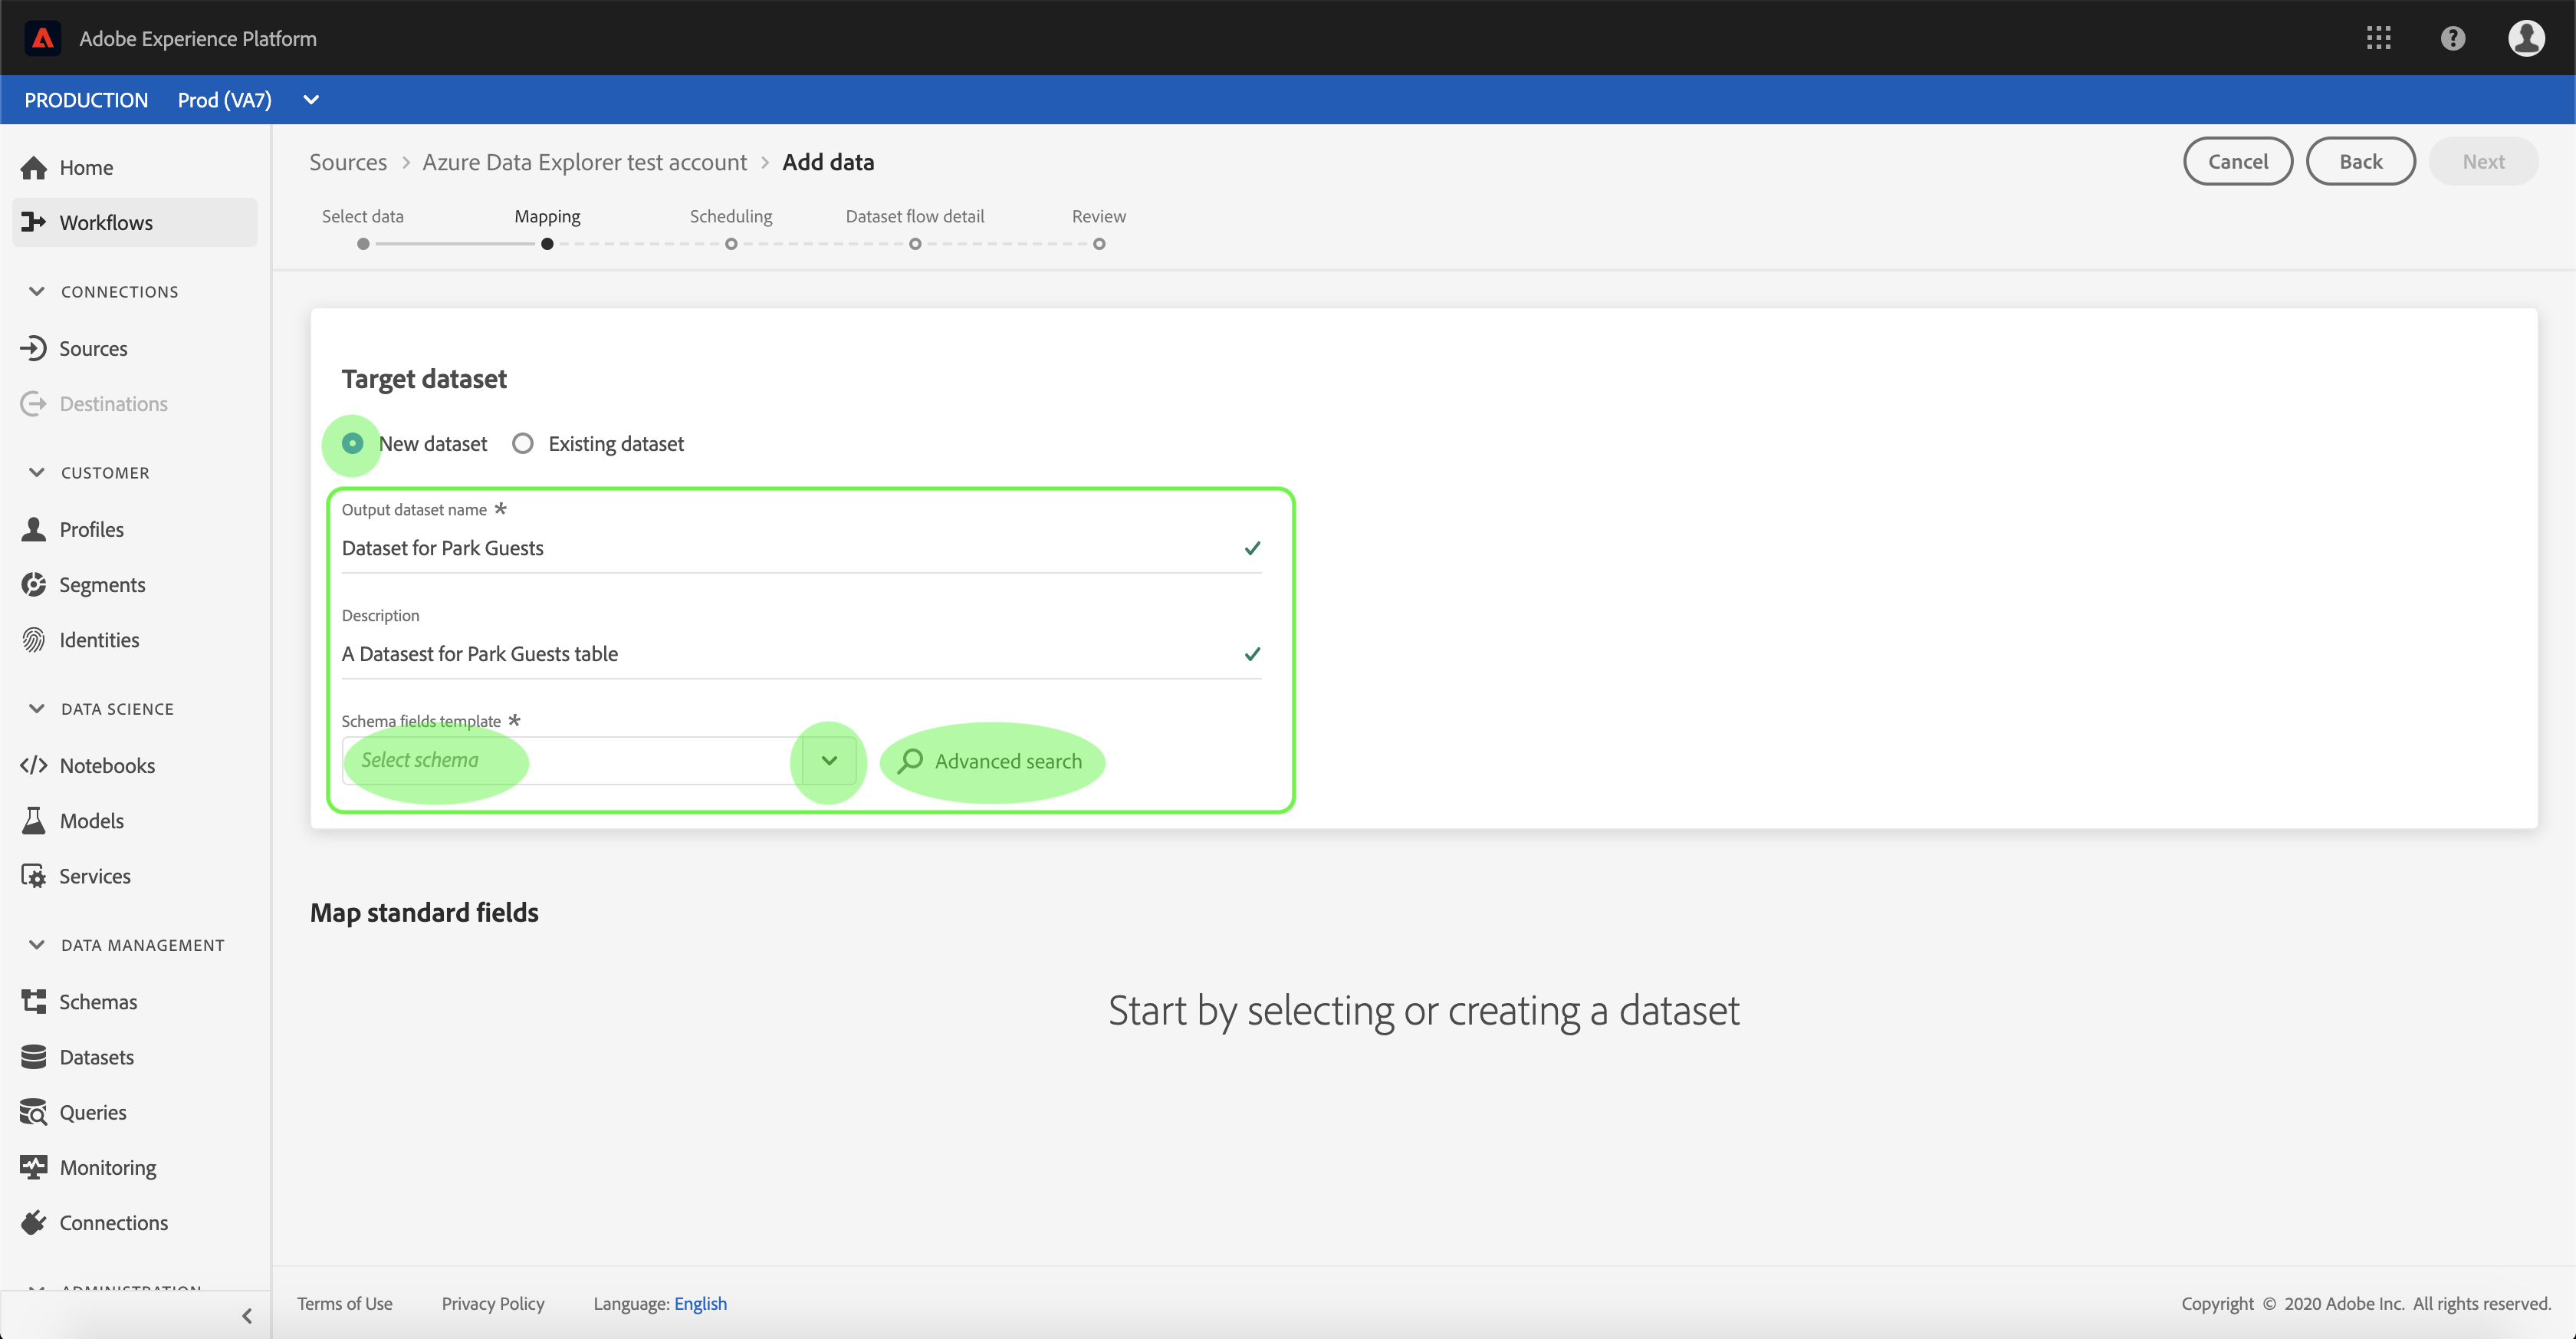 Adobe Experience Platform
PRODUCTION Prod (VA7)
Home
Workflows
CONNECTIONS
Sources
Destinations
CUSTOMER
Profiles
Segments
Identities
DATA SCIENCE
Notebooks
Models
Services
DATA MANAGEMENT
Schemas
Datasets
Queries
Monitoring
Connections
ADMINISTRATION
Sources > Azure Data Explorer test account > Add data
Cancel Back Next
Select data Mapping Scheduling Dataset flow detail Review
Target dataset
New dataset Existing dataset
Output dataset name *
Dataset for Park Guests
Description
A Datasest for Park Guests table
Schema fields template *
Select schema Advanced search
Map standard fields
Start by selecting or creating a dataset
Terms of Use Privacy Policy Language: English
Copyright © 2020 Adobe Inc. All rights reserved.